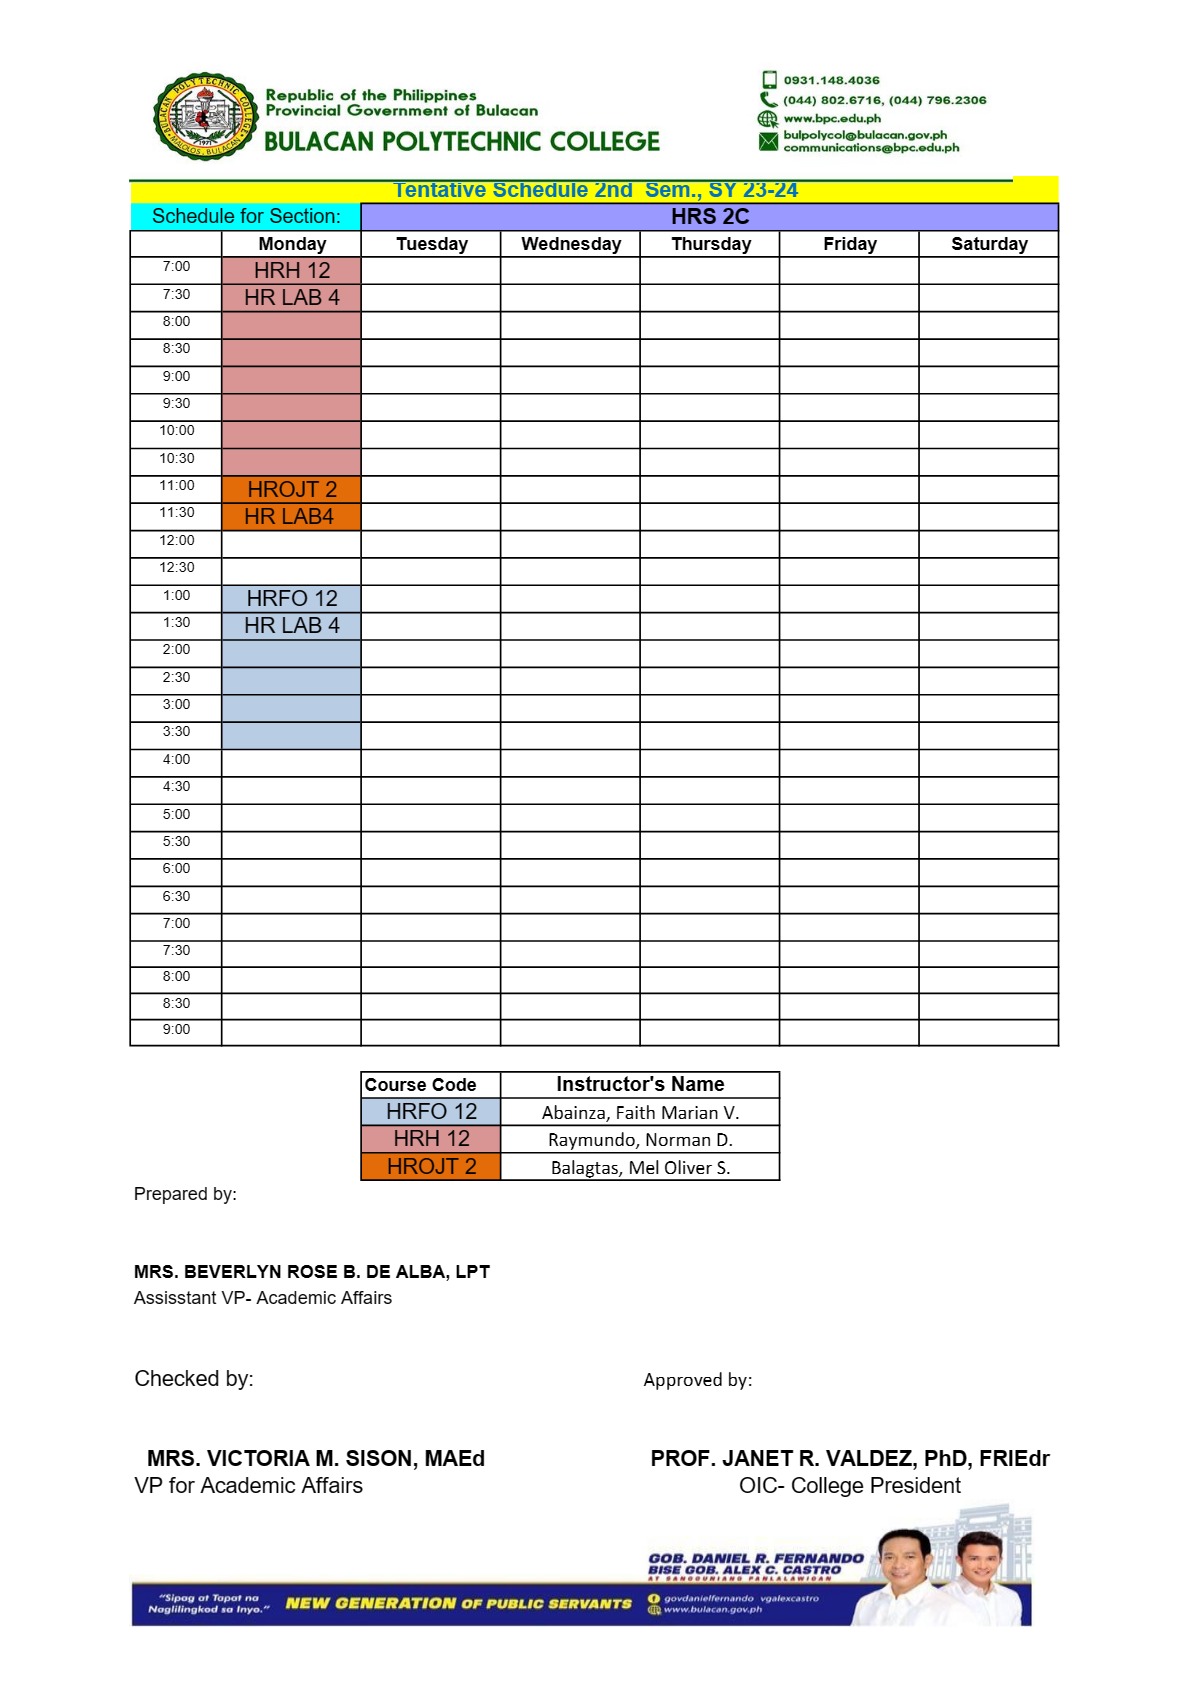 BULACAN POLYTECHNIC COLLEGE
MALOLOS, BULACAN
1971
Republic of the Philippines
Provincial Government of Bulacan
BULACAN POLYTECHNIC COLLEGE
0931.148.4036
(044) 802.6716, (044) 796.2306
www.bpc.edu.ph
bulpolycol@bulacan.gov.ph
communications@bpc.edu.ph
Tentative Schedule 2nd Sem., SY 23-24
Schedule for Section: HRS 2C
Monday Tuesday Wednesday Thursday Friday Saturday
7:00 HRH 12
7:30 HR LAB 4
8:00
8:30
9:00
9:30
10:00
10:30
11:00 HROJT 2
11:30 HR LAB4
12:00
12:30
1:00 HRFO 12
1:30 HR LAB 4
2:00
2:30
3:00
3:30
4:00
4:30
5:00
5:30
6:00
6:30
7:00
7:30
8:00
8:30
9:00
Course Code Instructor's Name
HRFO 12 Abainza, Faith Marian V.
HRH 12 Raymundo, Norman D.
HROJT 2 Balagtas, Mel Oliver S.
Prepared by:
MRS. BEVERLYN ROSE B. DE ALBA, LPT
Assisstant VP- Academic Affairs
Checked by: Approved by:
MRS. VICTORIA M. SISON, MAEd PROF. JANET R. VALDEZ, PhD, FRIEdr
VP for Academic Affairs OIC- College President
GOB. DANIEL R. FERNANDO
BISE GOB. ALEX C. CASTRO
AT SANGGUNIANG PANLALAWIGAN
"Sipag at Tapat na
Naglilingkod sa Inyo."
NEW GENERATION OF PUBLIC SERVANTS
govdanielfernando vgalexcastro
www.bulacan.gov.ph